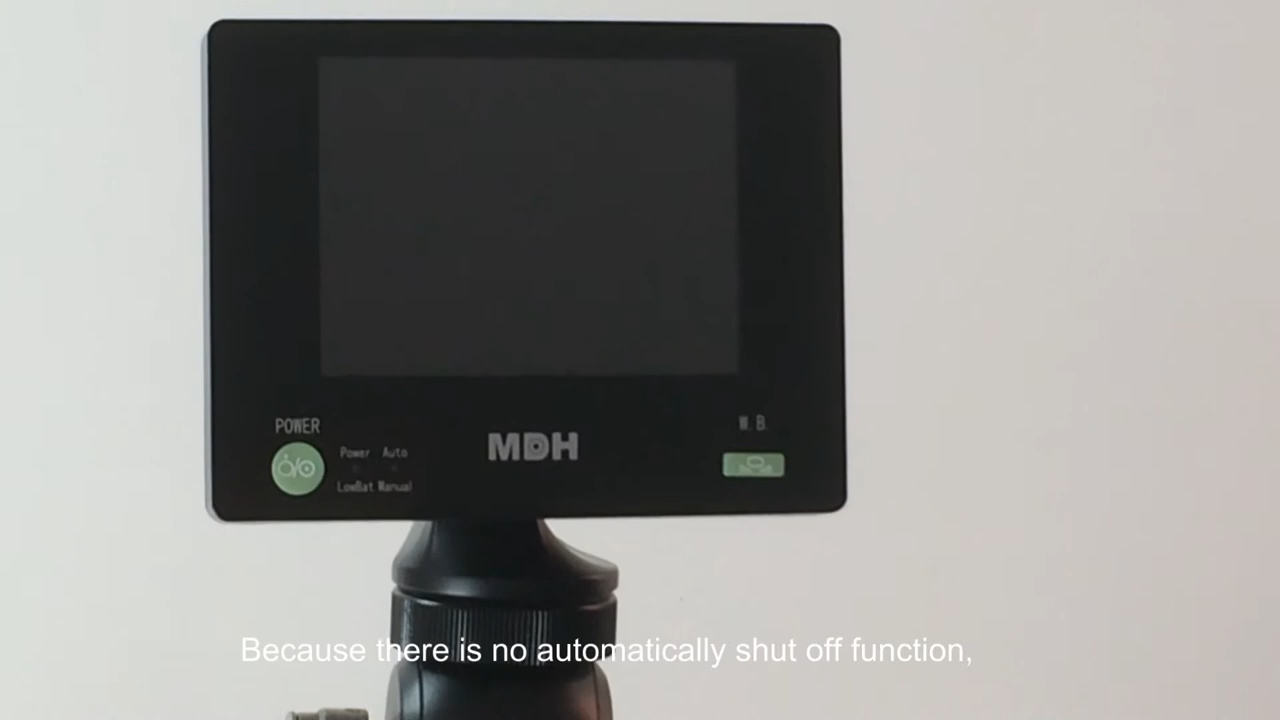 POWER
Power Auto
LowBat Manual
MDH
W.B.
Because there is no automatically shut off function,